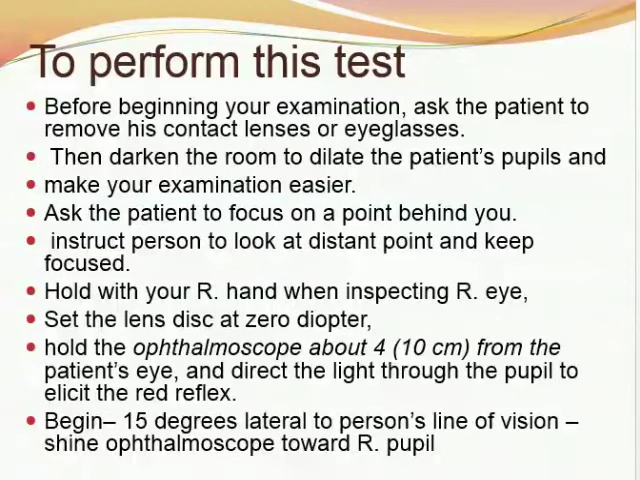 To perform this test
• Before beginning your examination, ask the patient to
remove his contact lenses or eyeglasses.
• Then darken the room to dilate the patient's pupils and
• make your examination easier.
• Ask the patient to focus on a point behind you.
• instruct person to look at distant point and keep
focused.
• Hold with your R. hand when inspecting R. eye,
• Set the lens disc at zero diopter,
• hold the ophthalmoscope about 4 (10 cm) from the
patient's eye, and direct the light through the pupil to
elicit the red reflex.
• Begin– 15 degrees lateral to person's line of vision –
shine ophthalmoscope toward R. pupil